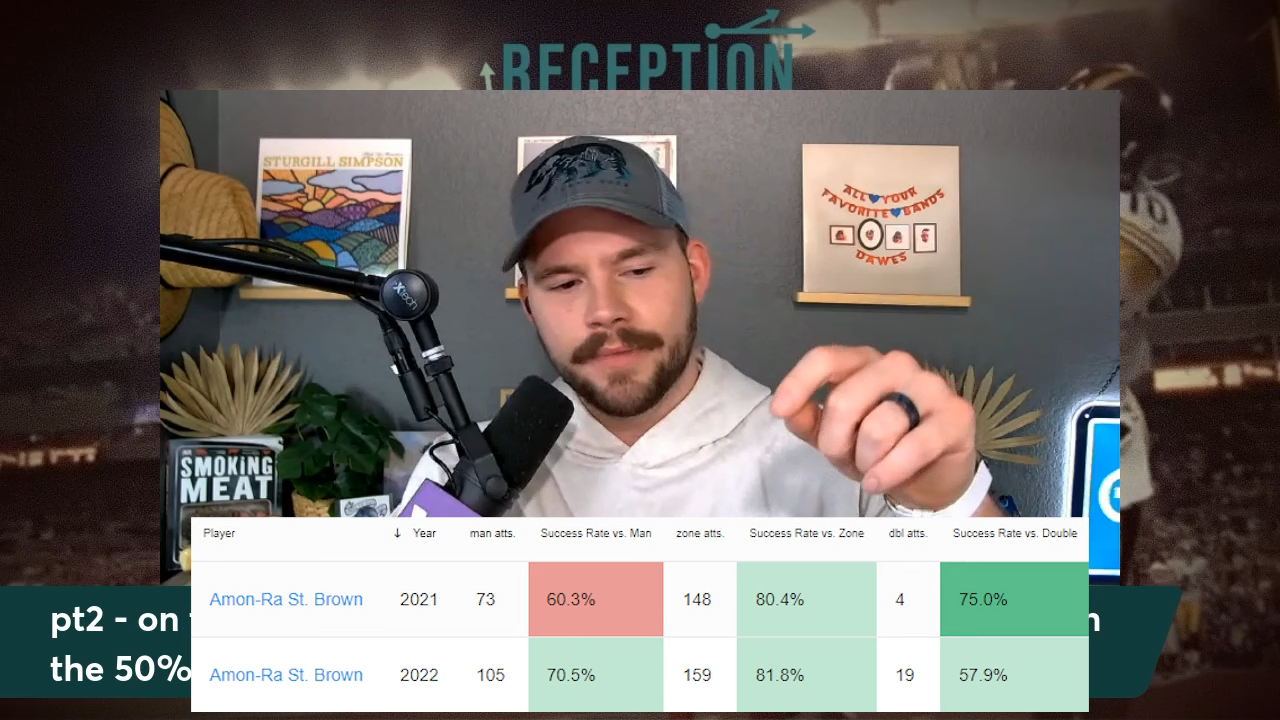 RECEPTION
STURGILL SIMPSON
ALL YOUR
FAVORITE BANDS
DAWES
SMOKING
MEAT
Player Year man atts. Success Rate vs. Man zone atts. Success Rate vs. Zone dbl atts. Success Rate vs. Double
Amon-Ra St. Brown 2021 73 60.3% 148 80.4% 4 75.0%
Amon-Ra St. Brown 2022 105 70.5% 159 81.8% 19 57.9%
pt2 - on
the 50%